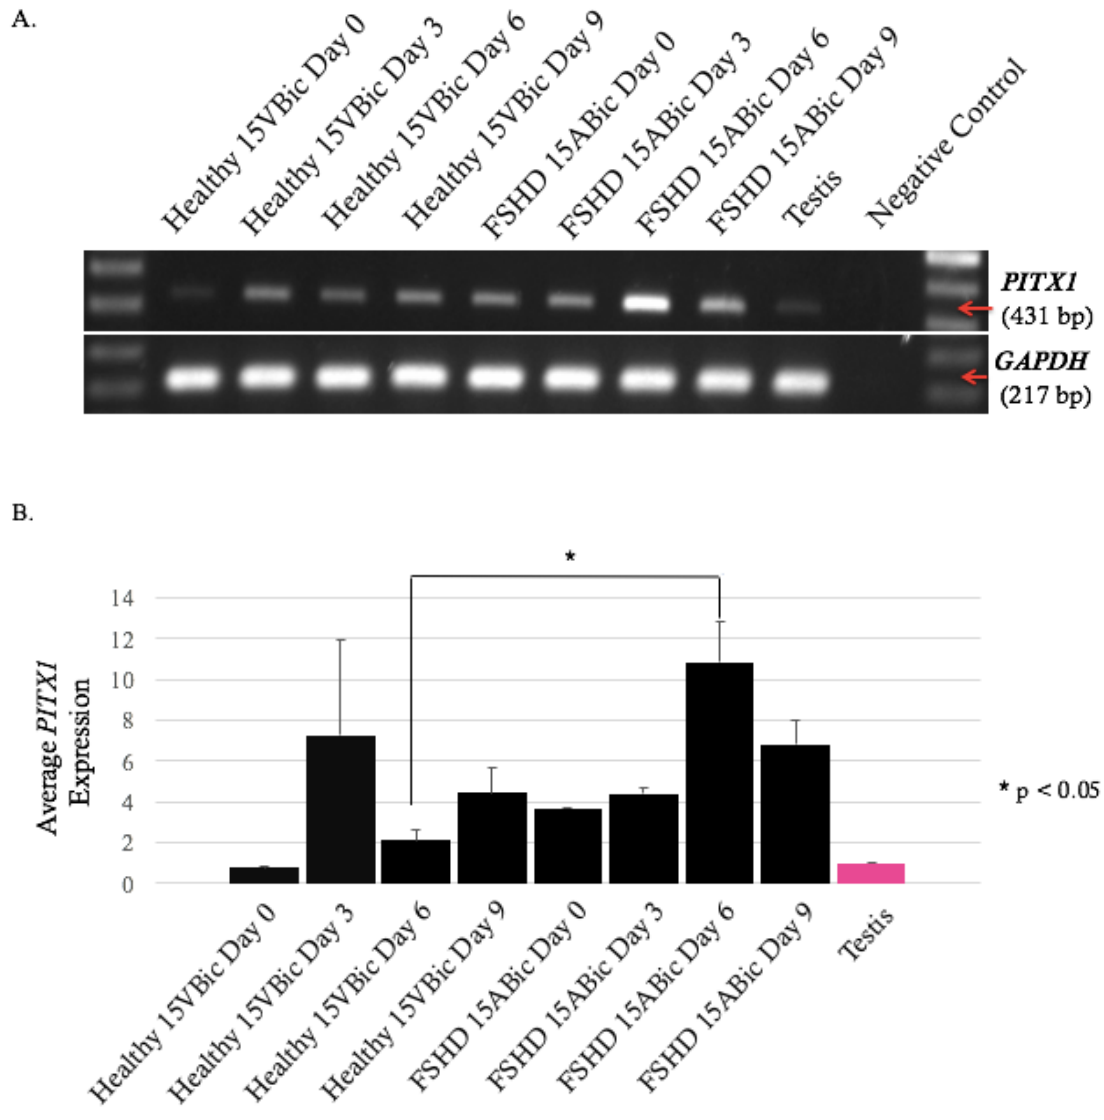 A.
Healthy 15VBic Day 0
Healthy 15VBic Day 3
Healthy 15VBic Day 6
Healthy 15VBic Day 9
FSHD 15ABic Day 0
FSHD 15ABic Day 3
FSHD 15ABic Day 6
FSHD 15ABic Day 9
Testis
Negative Control
PITX1
(431 bp)
GAPDH
(217 bp)
B.
*
14
12
10
8
6
4
2
0
Average PITX1
Expression
* p < 0.05
Healthy 15VBic Day 0
Healthy 15VBic Day 3
Healthy 15VBic Day 6
Healthy 15VBic Day 9
FSHD 15ABic Day 0
FSHD 15ABic Day 3
FSHD 15ABic Day 6
FSHD 15ABic Day 9
Testis